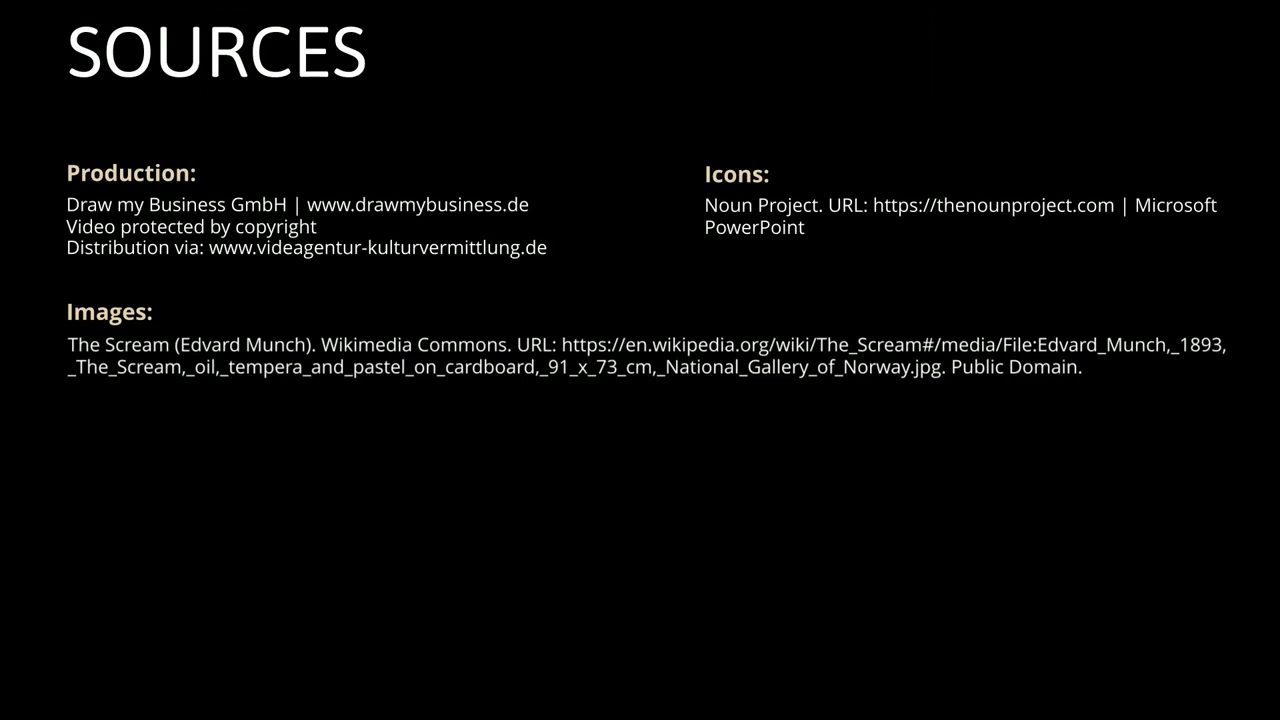 SOURCES
Production:
Draw my Business GmbH | www.drawmybusiness.de
Video protected by copyright
Distribution via: www.videagentur-kulturvermittlung.de
Icons:
Noun Project. URL: https://thenounproject.com | Microsoft
PowerPoint
Images:
The Scream (Edvard Munch). Wikimedia Commons. URL: https://en.wikipedia.org/wiki/The_Scream#/media/File:Edvard_Munch,_1893,
_The_Scream,_oil,_tempera_and_pastel_on_cardboard,_91_x_73_cm,_National_Gallery_of_Norway.jpg. Public Domain.